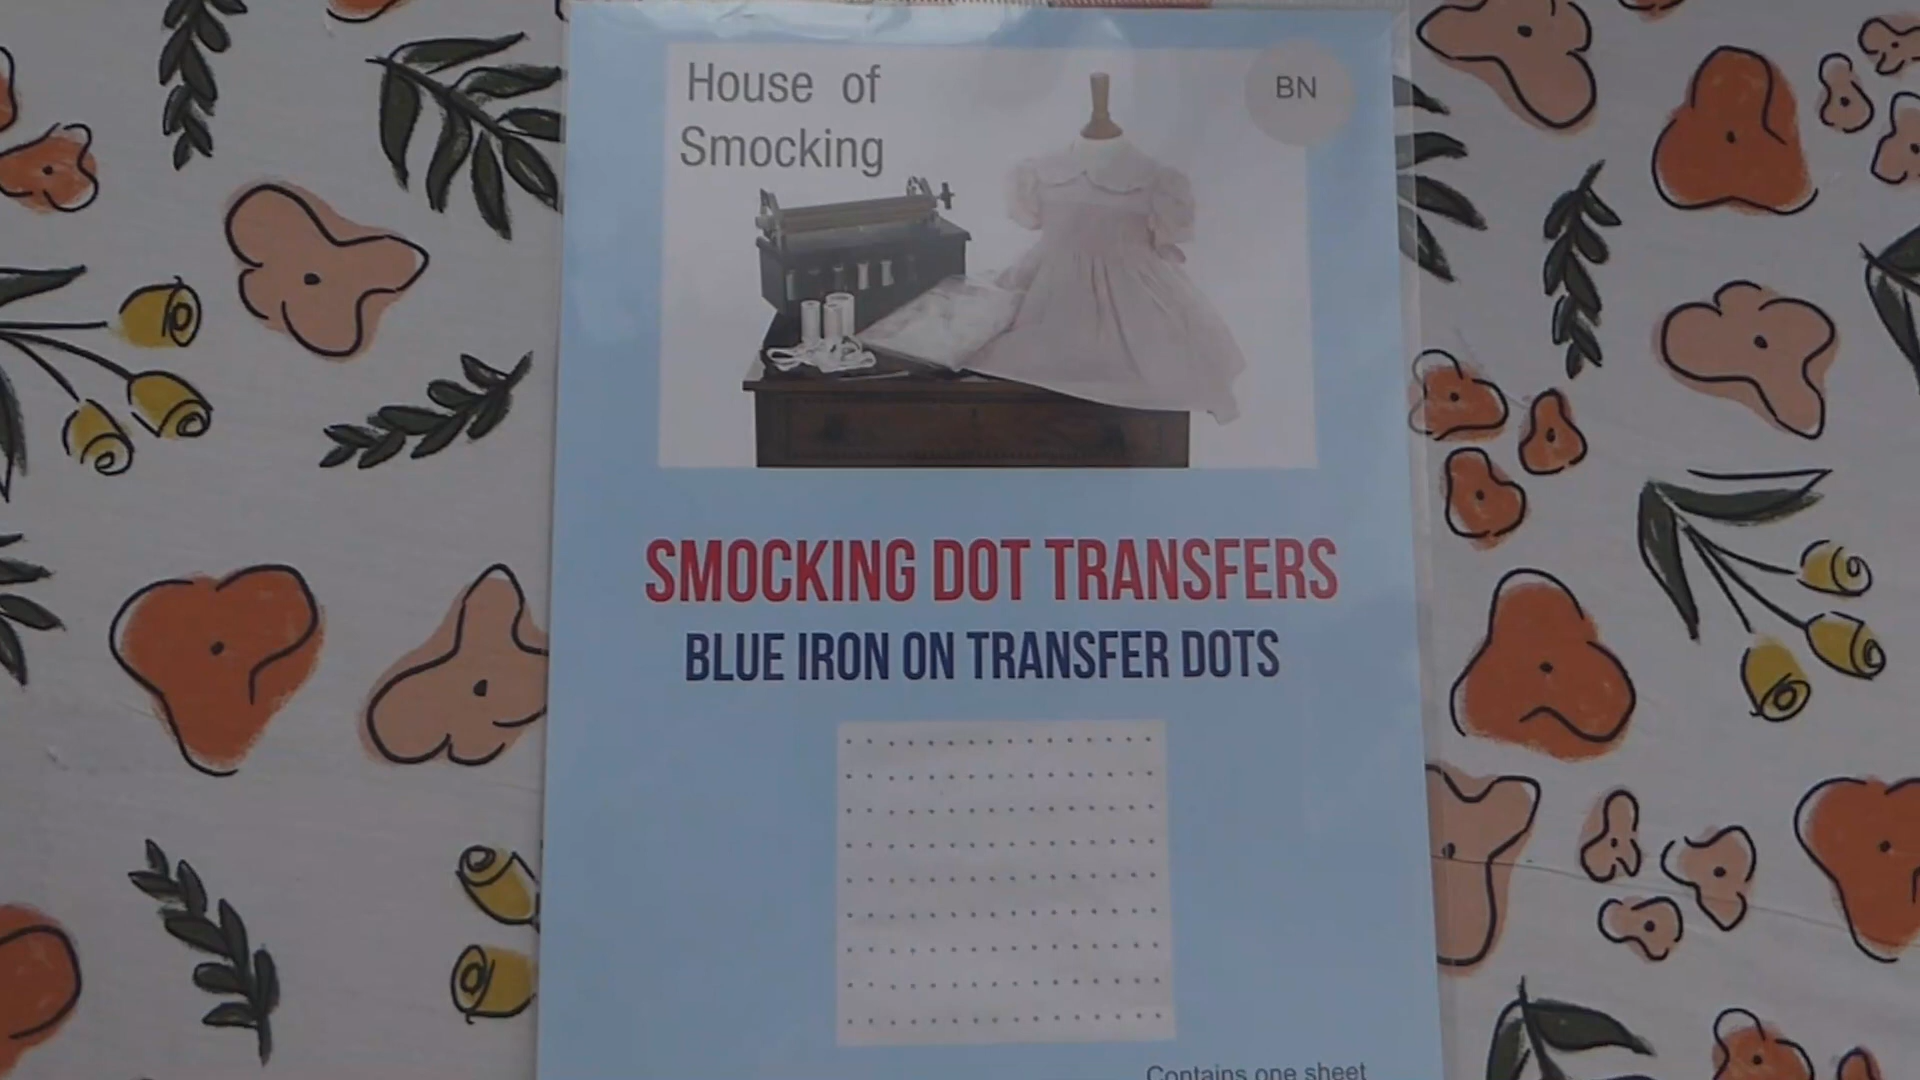 House of
Smocking
BN
SMOCKING DOT TRANSFERS
BLUE IRON ON TRANSFER DOTS
Contains one sheet